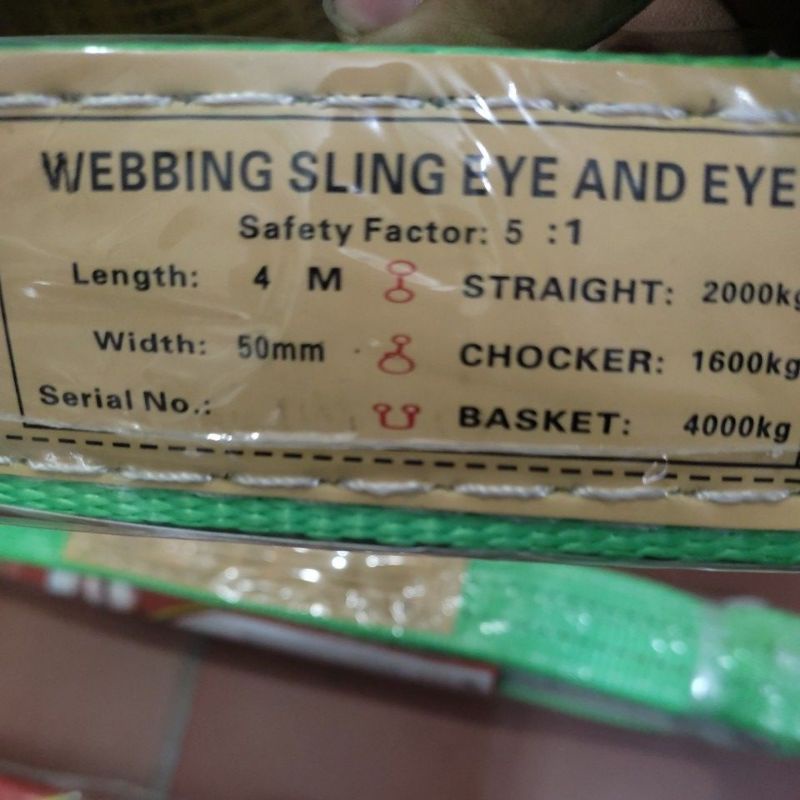 WEBBING SLING EYE AND EYE
Safety Factor: 5 :1
Length: 4 M STRAIGHT: 2000kg
Width: 50mm CHOCKER: 1600kg
Serial No.: BASKET: 4000kg